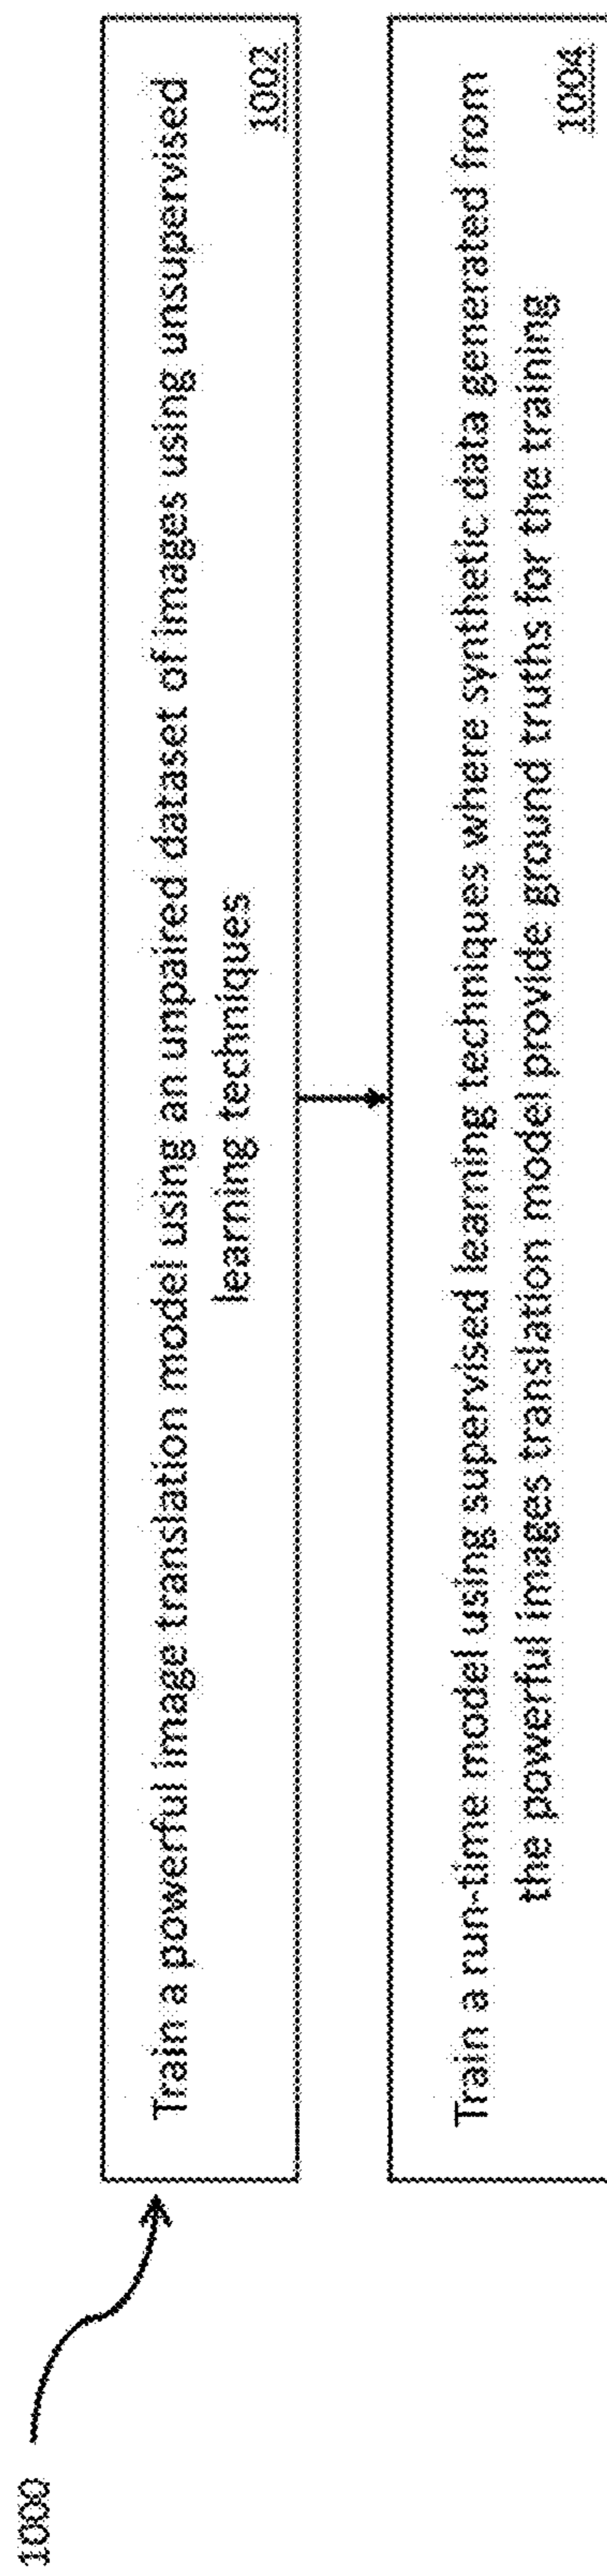 1000
Train a powerful image translation model using an unpaired dataset of images using unsupervised
learning techniques
1002
Train a run-time model using supervised learning techniques where synthetic data generated from
the powerful images translation model provide ground truths for the training
1004